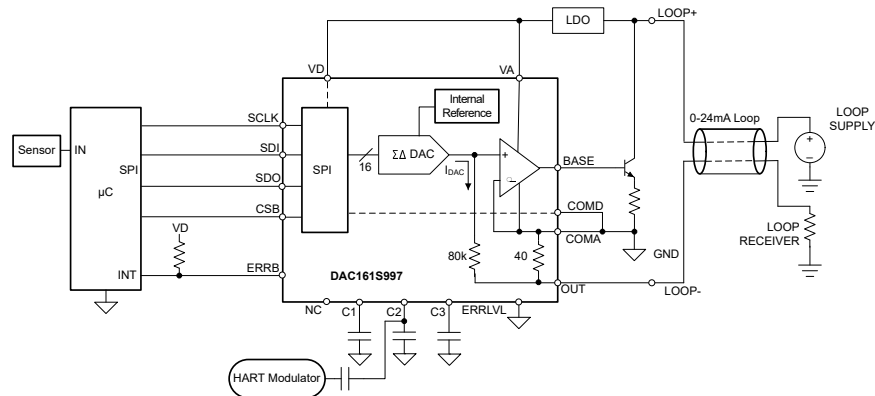 LDO
LOOP+
VD
VA
Internal
Reference
0-24mA Loop
LOOP
SUPPLY
SCLK
Sensor
IN
SDI
SPI
µC
SPI
16
ΣΔ DAC
IDAC
+
−
BASE
+
−
SDO
CSB
COMD
COMA
VD
GND
LOOP
RECEIVER
80k
40
INT
ERRB
DAC161S997
OUT
LOOP-
NC
C1
C2
C3
ERRLVL
HART Modulator